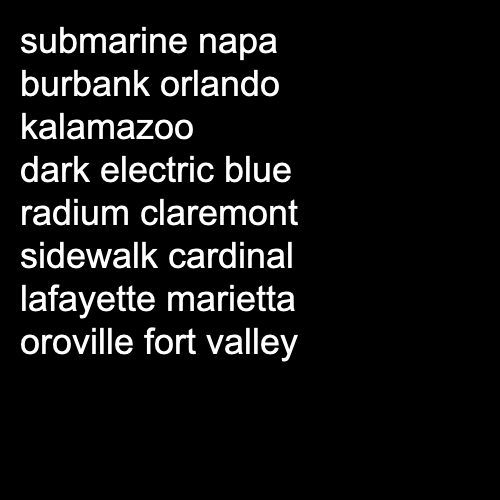 submarine napa
burbank orlando
kalamazoo
dark electric blue
radium claremont
sidewalk cardinal
lafayette marietta
oroville fort valley